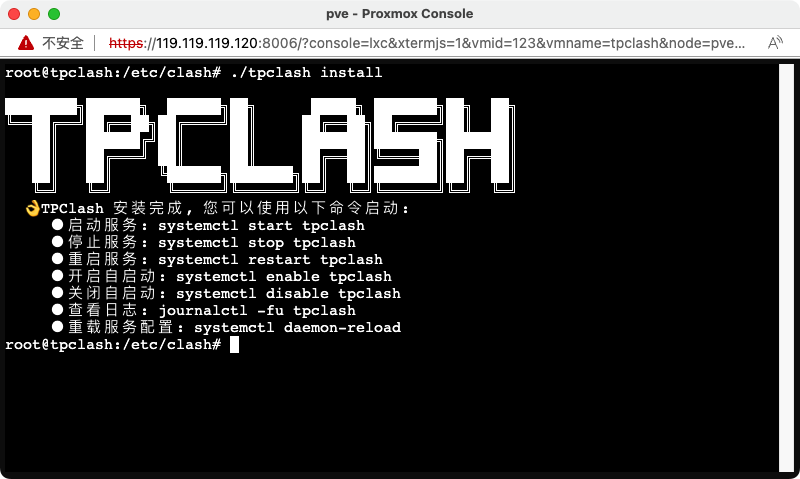 pve - Proxmox Console
不安全 | https://119.119.119.120:8006/?console=lxc&xtermjs=1&vmid=123&vmname=tpclash&node=pve...
root@tpclash:/etc/clash# ./tpclash install
TPCLASH
👌TPClash 安装完成, 您可以使用以下命令启动:
●启动服务: systemctl start tpclash
●停止服务: systemctl stop tpclash
●重启服务: systemctl restart tpclash
●开启自启动: systemctl enable tpclash
●关闭自启动: systemctl disable tpclash
●查看日志: journalctl -fu tpclash
●重载服务配置: systemctl daemon-reload
root@tpclash:/etc/clash#